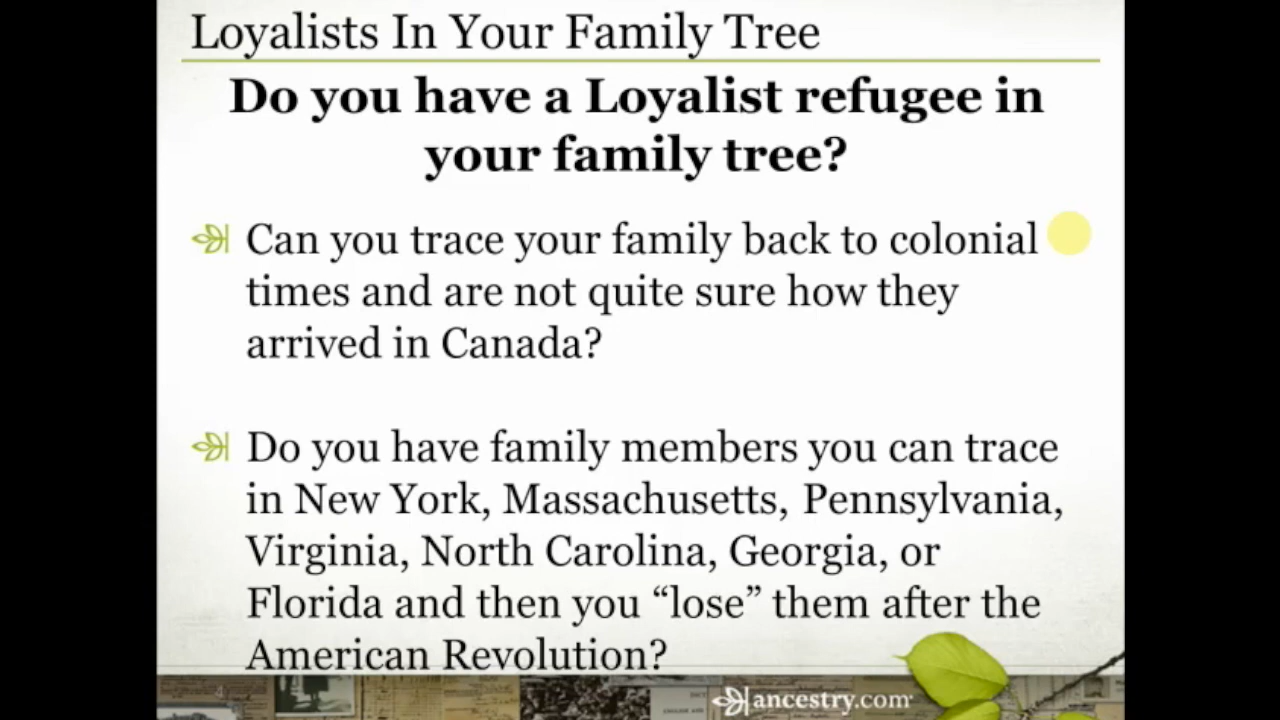 Loyalists In Your Family Tree
Do you have a Loyalist refugee in
your family tree?
Can you trace your family back to colonial
times and are not quite sure how they
arrived in Canada?
Do you have family members you can trace
in New York, Massachusetts, Pennsylvania,
Virginia, North Carolina, Georgia, or
Florida and then you “lose” them after the
American Revolution?
ancestry.com